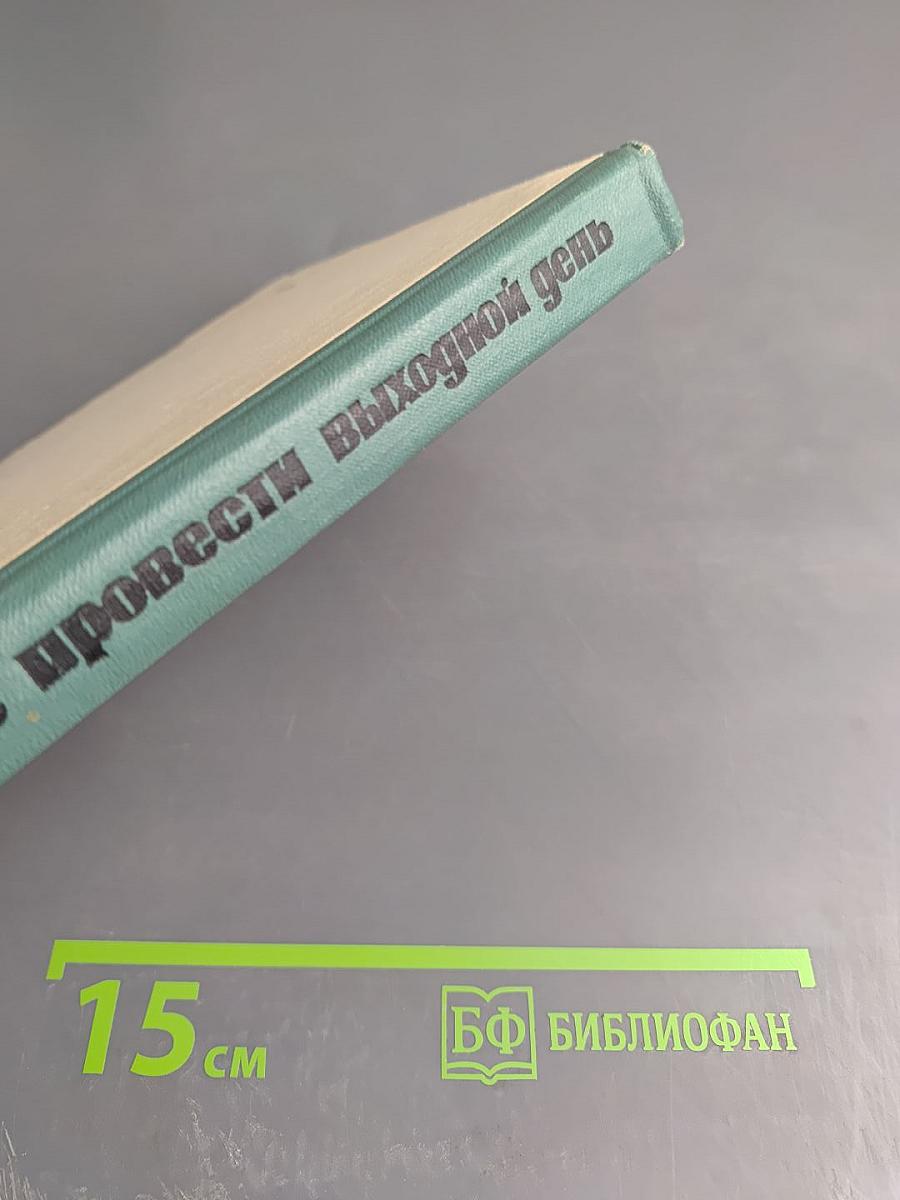 провести выходной день
15 см
БФ БИБЛИОФАН